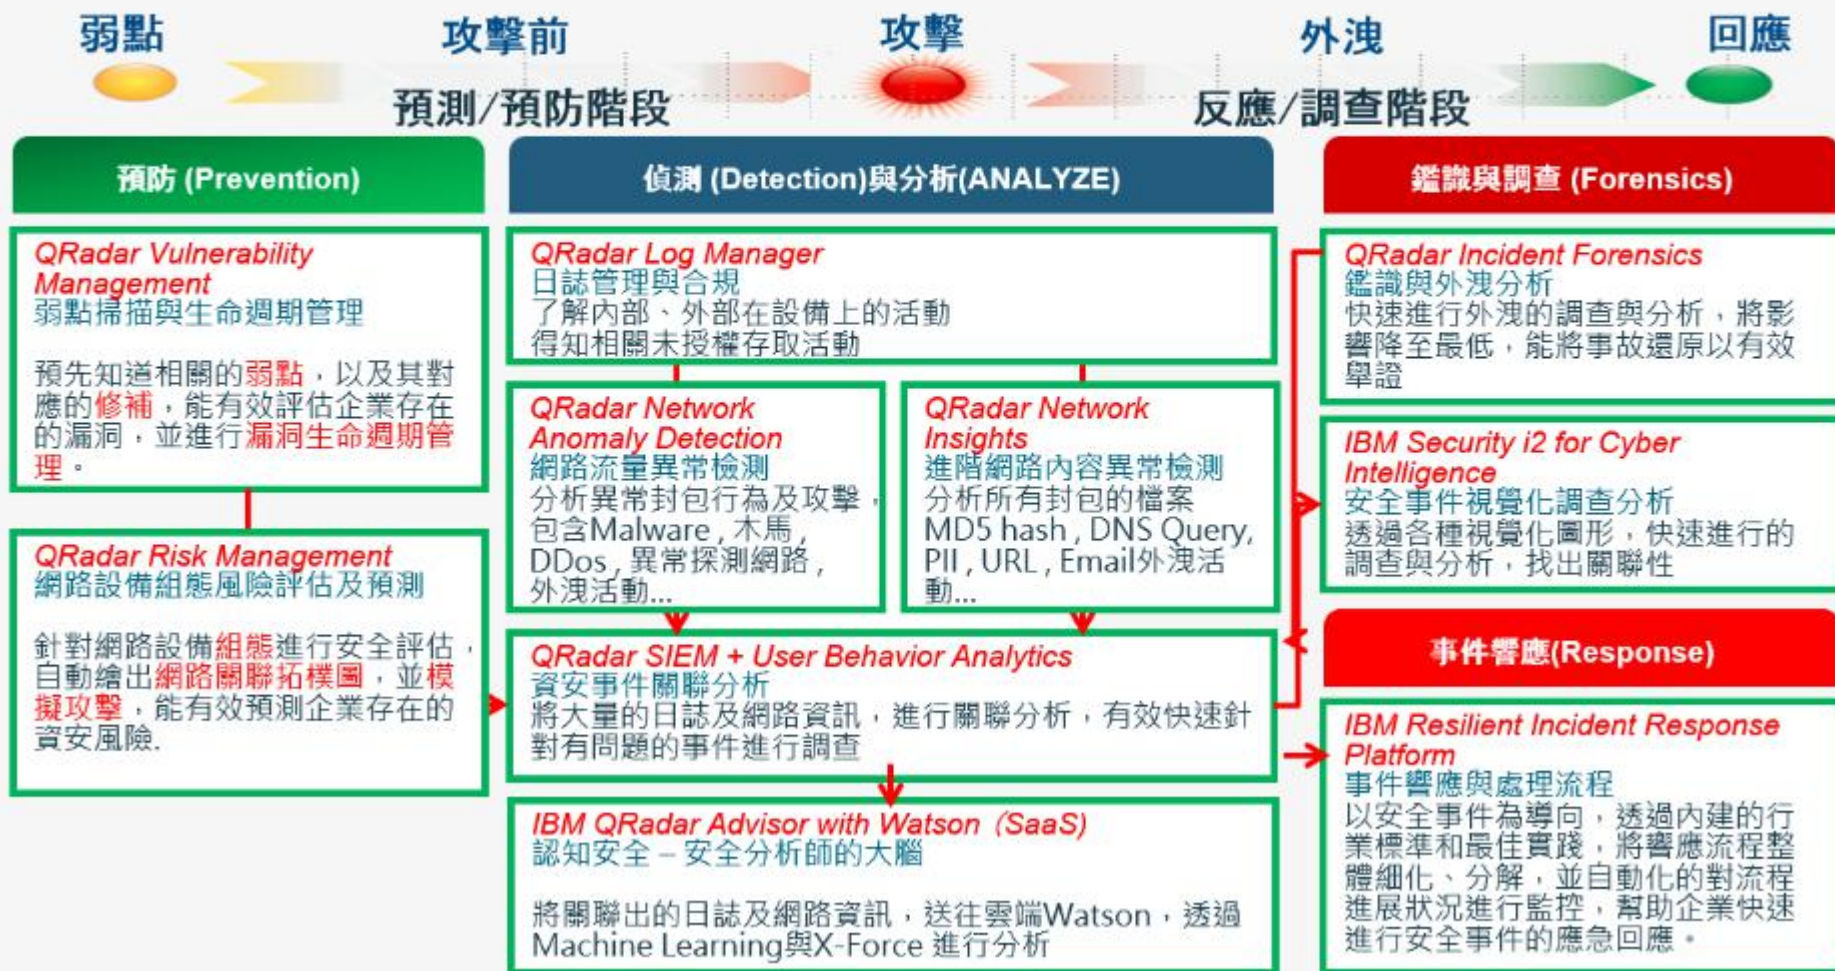 弱點
攻擊前
攻擊
外洩
回應
預測/預防階段
反應/調查階段
預防 (Prevention)
QRadar Vulnerability
Management
弱點掃描與生命週期管理
預先知道相關的弱點，以及其對
應的修補，能有效評估企業存在
的漏洞，並進行漏洞生命週期管
理。
QRadar Risk Management
網路設備組態風險評估及預測
針對網路設備組態進行安全評估，
自動繪出網路關聯拓樸圖，並模
擬攻擊，能有效預測企業存在的
資安風險.
偵測 (Detection)與分析(ANALYZE)
QRadar Log Manager
日誌管理與合規
了解內部、外部在設備上的活動
得知相關未授權存取活動
QRadar Network
Anomaly Detection
網路流量異常檢測
分析異常封包行為及攻擊，
包含Malware , 木馬 ,
DDos , 異常探測網路 ,
外洩活動...
QRadar Network
Insights
進階網路內容異常檢測
分析所有封包的檔案
MD5 hash , DNS Query,
PII , URL , Email外洩活
動...
QRadar SIEM + User Behavior Analytics
資安事件關聯分析
將大量的日誌及網路資訊，進行關聯分析，有效快速針
對有問題的事件進行調查
IBM QRadar Advisor with Watson（SaaS)
認知安全 – 安全分析師的大腦
將關聯出的日誌及網路資訊，送往雲端Watson，透過
Machine Learning與X-Force 進行分析
鑑識與調查 (Forensics)
QRadar Incident Forensics
鑑識與外洩分析
快速進行外洩的調查與分析，將影
響降至最低，能將事故還原以有效
舉證
IBM Security i2 for Cyber
Intelligence
安全事件視覺化調查分析
透過各種視覺化圖形，快速進行的
調查與分析，找出關聯性
事件響應(Response)
IBM Resilient Incident Response
Platform
事件響應與處理流程
以安全事件為導向，透過內建的行
業標準和最佳實踐，將響應流程整
體細化、分解，並自動化的對流程
進展狀況進行監控，幫助企業快速
進行安全事件的應急回應。